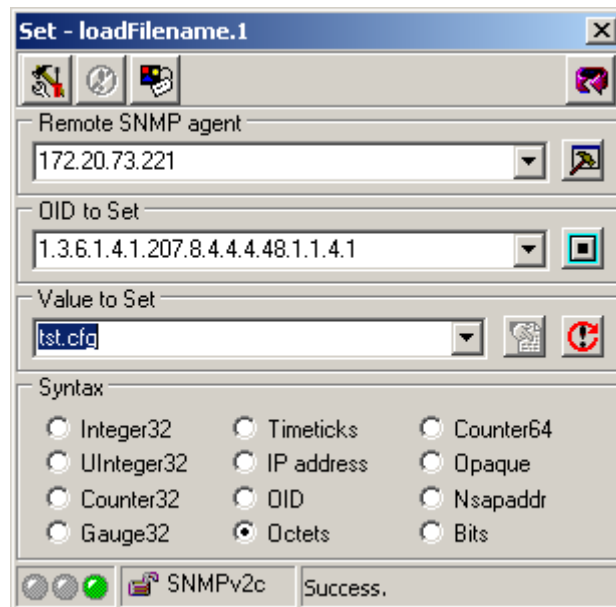 Set - loadFilename.1
Remote SNMP agent
172.20.73.221
OID to Set
1.3.6.1.4.1.207.8.4.4.4.48.1.1.4.1
Value to Set
tst.cfg
Syntax
Integer32 Timeticks Counter64
UInteger32 IP address Opaque
Counter32 OID Nsapaddr
Gauge32 Octets Bits
SNMPv2c Success.